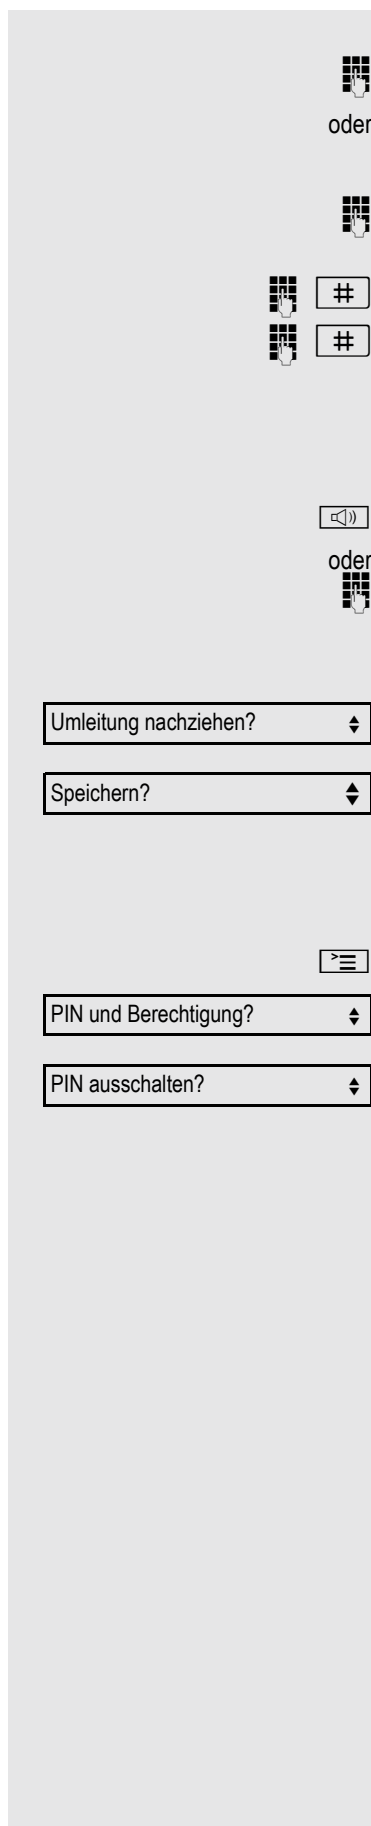 oder
#
#
oder
Umleitung nachziehen?
Speichern?
PIN und Berechtigung?
PIN ausschalten?